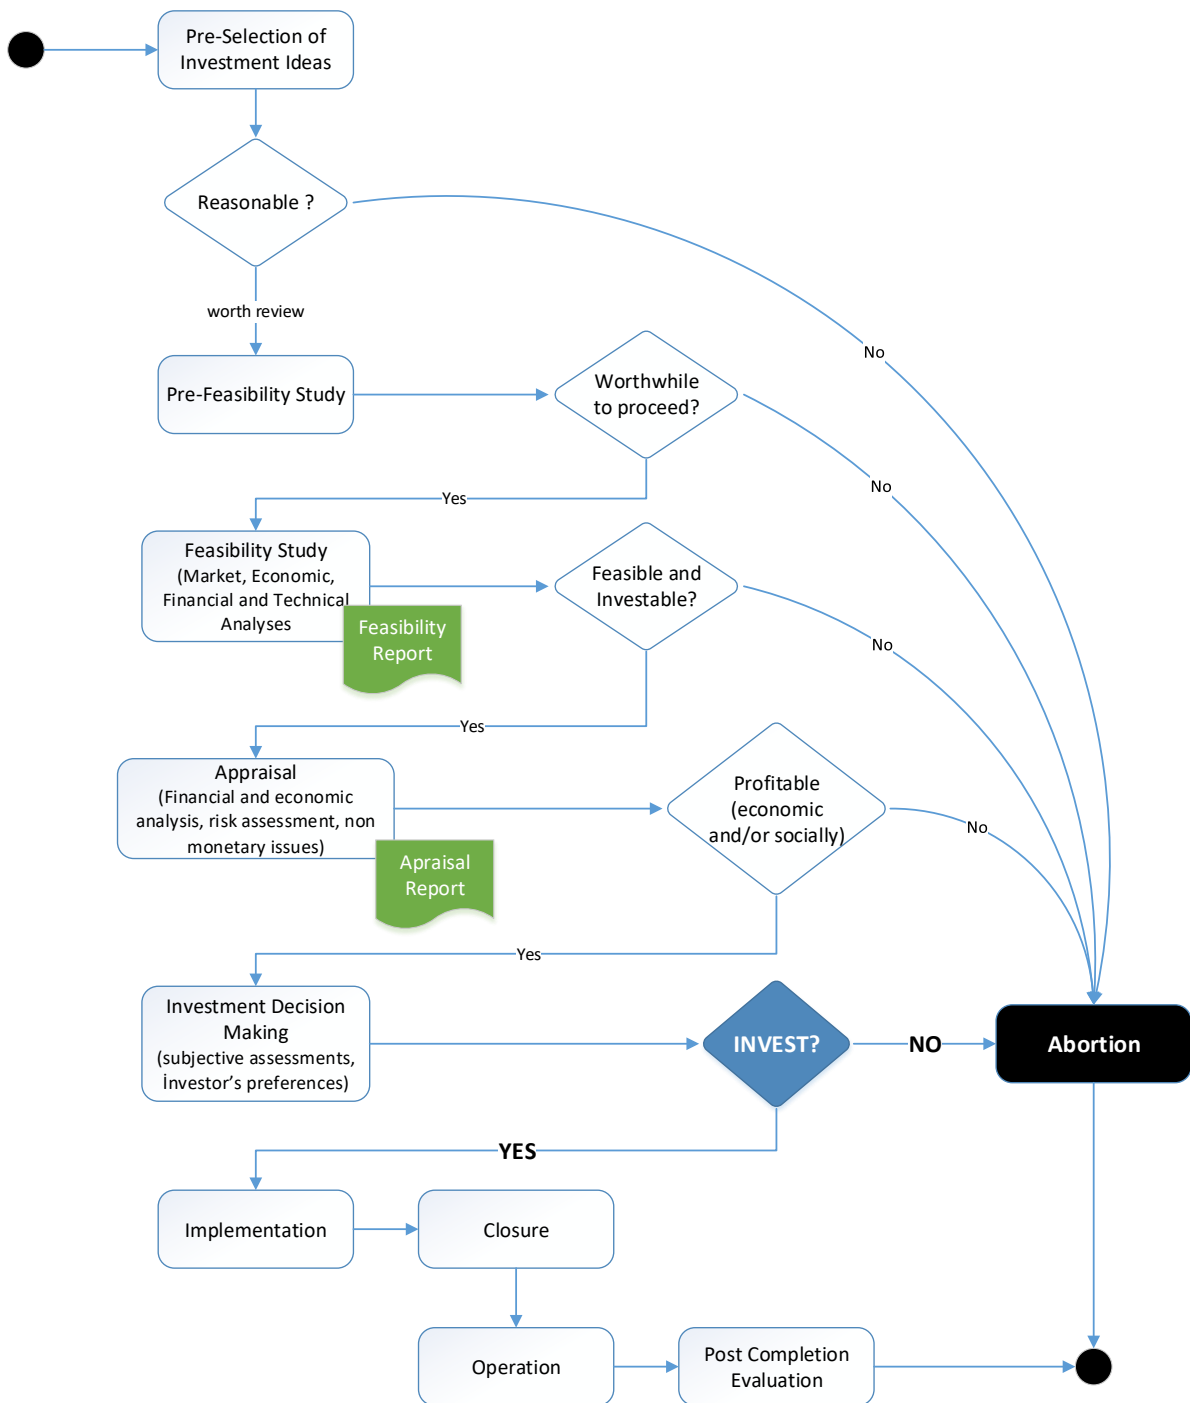 Pre-Selection of
Investment Ideas
Reasonable ?
No
worth review
Pre-Feasibility Study
Worthwhile
to proceed?
No
Yes
Feasibility Study
(Market, Economic,
Financial and Technical
Analyses
Feasibility
Report
Feasible and
Investable?
No
Yes
Appraisal
(Financial and economic
analysis, risk assessment, non
monetary issues)
Apraisal
Report
Profitable
(economic
and/or socially)
No
Yes
Investment Decision
Making
(subjective assessments,
İnvestor’s preferences)
INVEST?
NO
Abortion
YES
Implementation
Closure
Operation
Post Completion
Evaluation